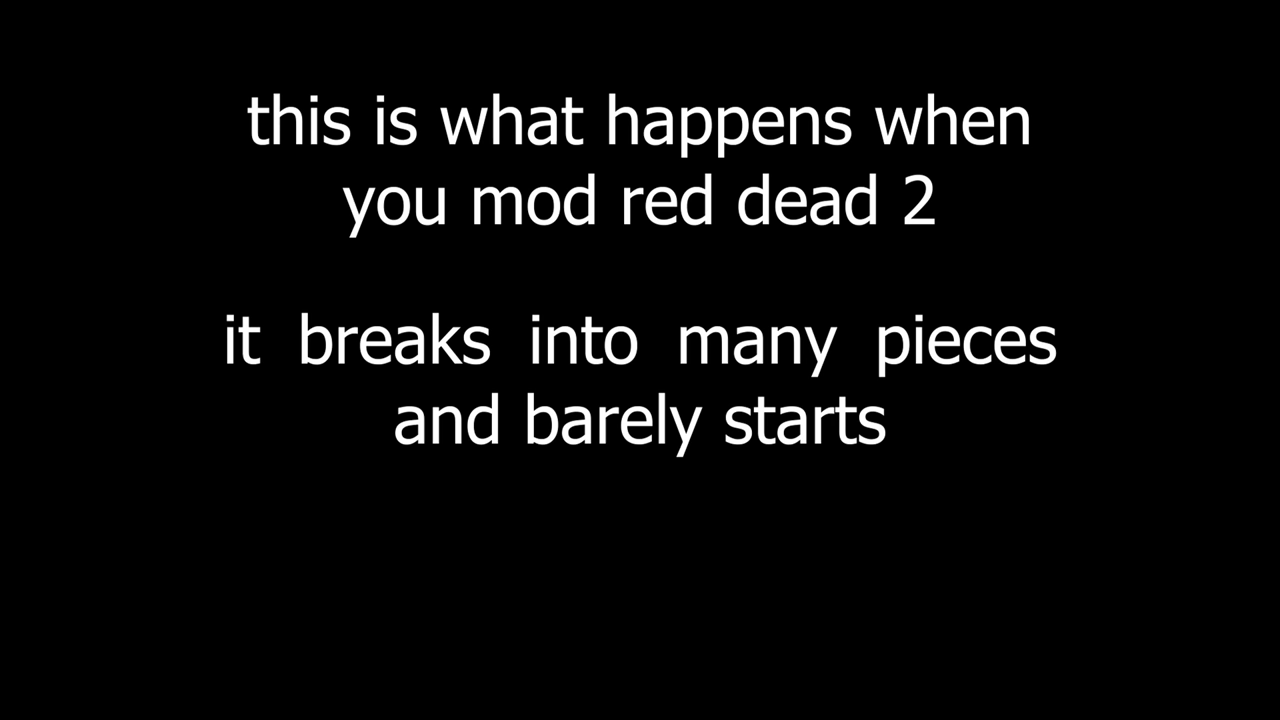 this is what happens when
you mod red dead 2
it breaks into many pieces
and barely starts